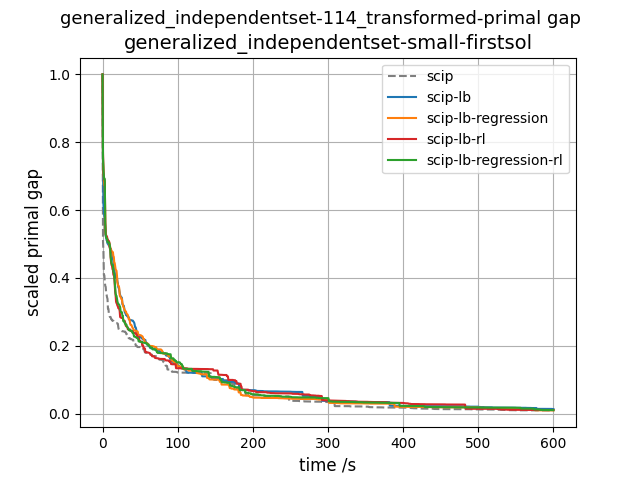 generalized_independentset-114_transformed-primal gap
generalized_independentset-small-firstsol
scip
scip-lb
scip-lb-regression
scip-lb-rl
scip-lb-regression-rl
scaled primal gap
1.0
0.8
0.6
0.4
0.2
0.0
0 100 200 300 400 500 600
time /s